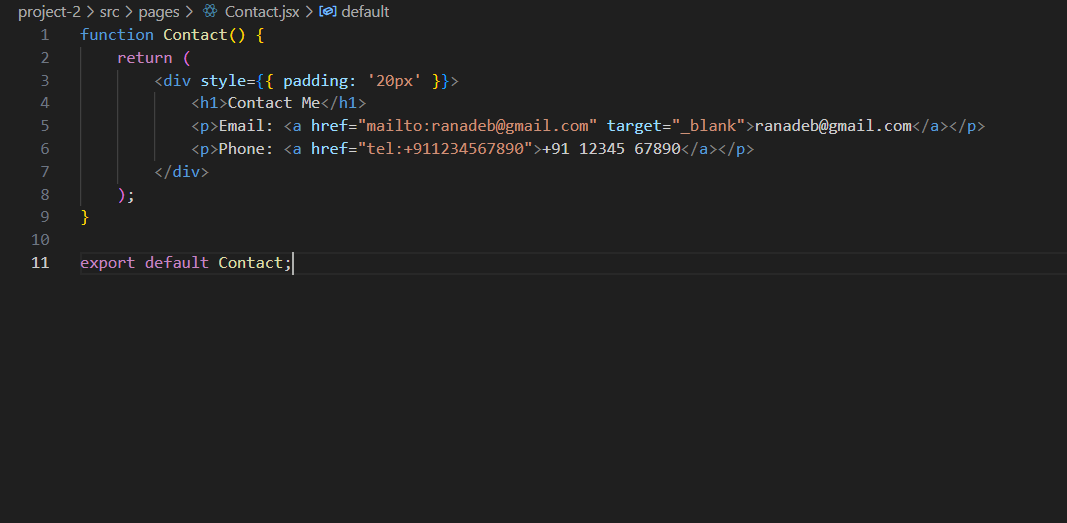 project-2 > src > pages > Contact.jsx > default
1 function Contact() {
2     return (
3         <div style={{ padding: '20px' }}>
4             <h1>Contact Me</h1>
5             <p>Email: <a href="mailto:ranadeb@gmail.com" target="_blank">ranadeb@gmail.com</a></p>
6             <p>Phone: <a href="tel:+911234567890">+91 12345 67890</a></p>
7         </div>
8     );
9 }
10
11 export default Contact;